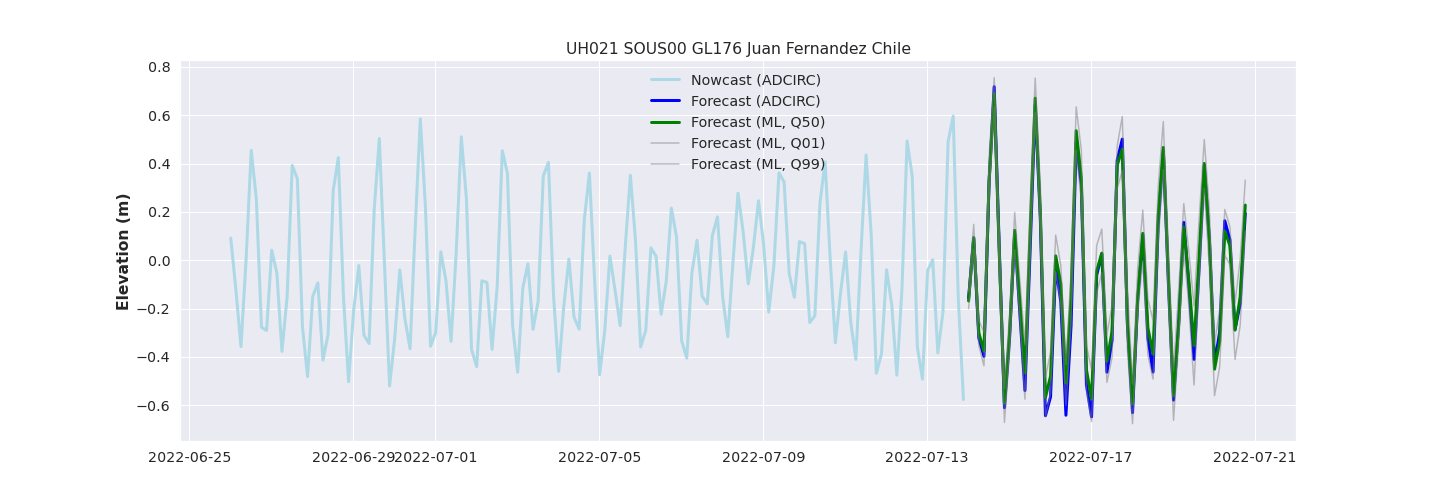 UH021 SOUS00 GL176 Juan Fernandez Chile
Nowcast (ADCIRC)
Forecast (ADCIRC)
Forecast (ML, Q50)
Forecast (ML, Q01)
Forecast (ML, Q99)
Elevation (m)
0.8
0.6
0.4
0.2
0.0
−0.2
−0.4
−0.6
2022-06-25 2022-06-29 2022-07-01 2022-07-05 2022-07-09 2022-07-13 2022-07-17 2022-07-21